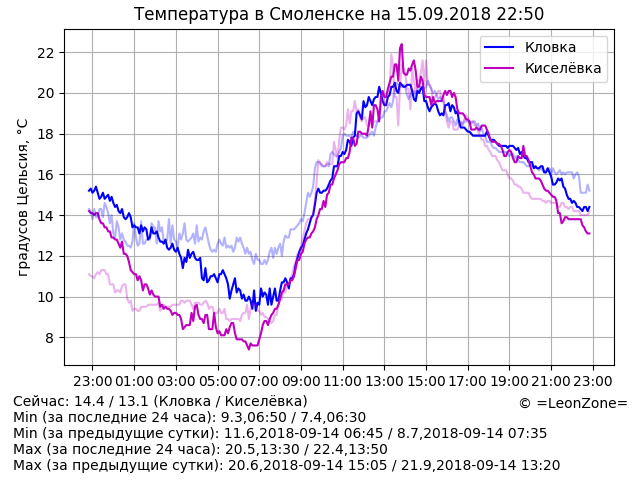 Температура в Смоленске на 15.09.2018 22:50
градусов Цельсия, °C
22
20
18
16
14
12
10
8
Кловка
Киселёвка
23:00 01:00 03:00 05:00 07:00 09:00 11:00 13:00 15:00 17:00 19:00 21:00 23:00
Сейчас: 14.4 / 13.1 (Кловка / Киселёвка)
© =LeonZone=
Min (за последние 24 часа): 9.3,06:50 / 7.4,06:30
Min (за предыдущие сутки): 11.6,2018-09-14 06:45 / 8.7,2018-09-14 07:35
Max (за последние 24 часа): 20.5,13:30 / 22.4,13:50
Max (за предыдущие сутки): 20.6,2018-09-14 15:05 / 21.9,2018-09-14 13:20